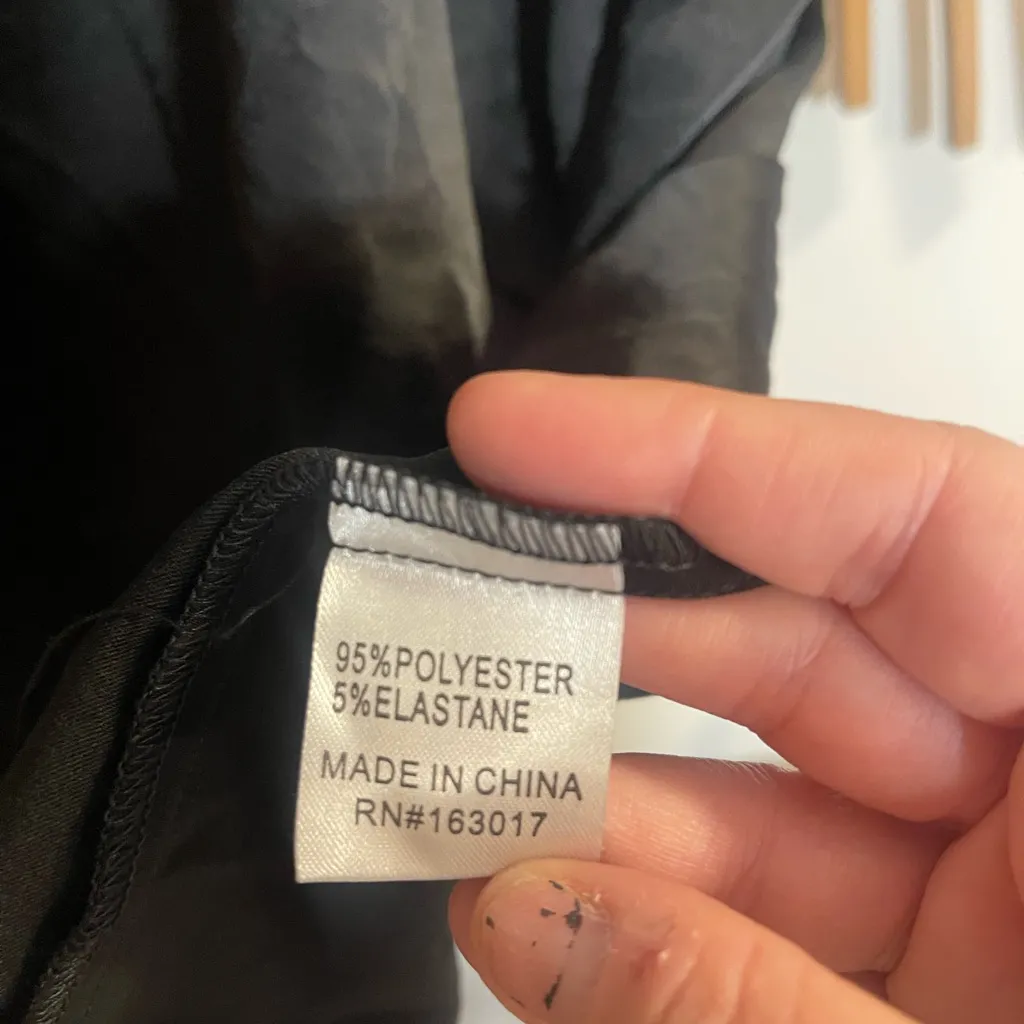 95%POLYESTER
5%ELASTANE
MADE IN CHINA
RN#163017